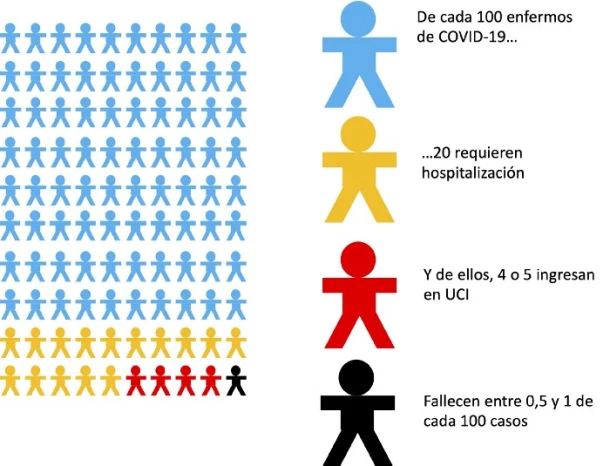 De cada 100 enfermos
de COVID-19...
...20 requieren
hospitalización
Y de ellos, 4 o 5 ingresan
en UCI
Fallecen entre 0,5 y 1 de
cada 100 casos